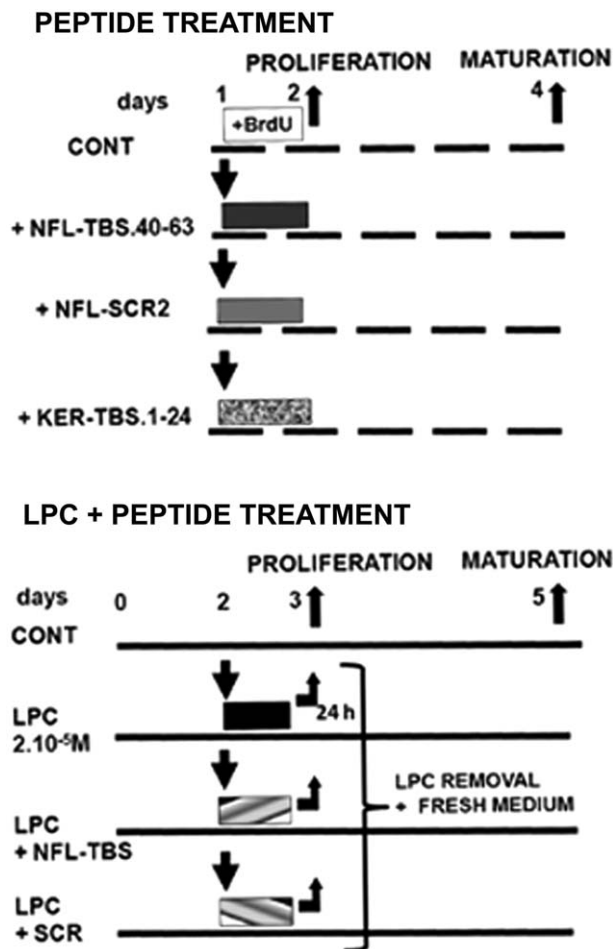 PEPTIDE TREATMENT
PROLIFERATION MATURATION
days 1 2 4
+BrdU
CONT
+ NFL-TBS.40-63
+ NFL-SCR2
+ KER-TBS.1-24
LPC + PEPTIDE TREATMENT
PROLIFERATION MATURATION
days 0 2 3 5
CONT
LPC
2.10⁻⁵M
24 h
LPC REMOVAL
+ FRESH MEDIUM
LPC
+ NFL-TBS
LPC
+ SCR